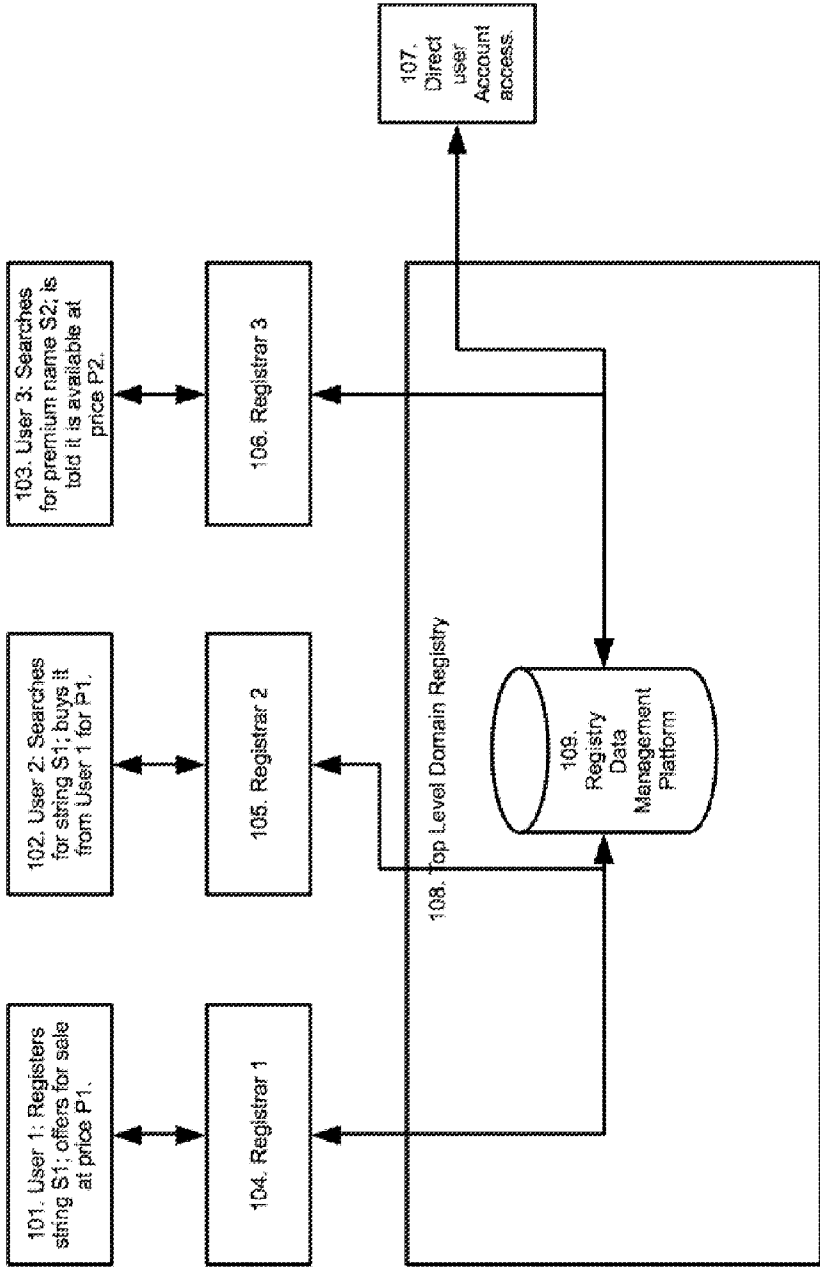 101. User 1: Registers
string S1; offers for sale
at price P1.
102. User 2: Searches
for string S1; buys it
from User 1 for P1.
103. User 3: Searches
for premium name S2; is
told it is available at
price P2.
104. Registrar 1
105. Registrar 2
106. Registrar 3
107.
Direct
user
Account
access.
108. Top Level Domain Registry
109.
Registry
Data
Management
Platform